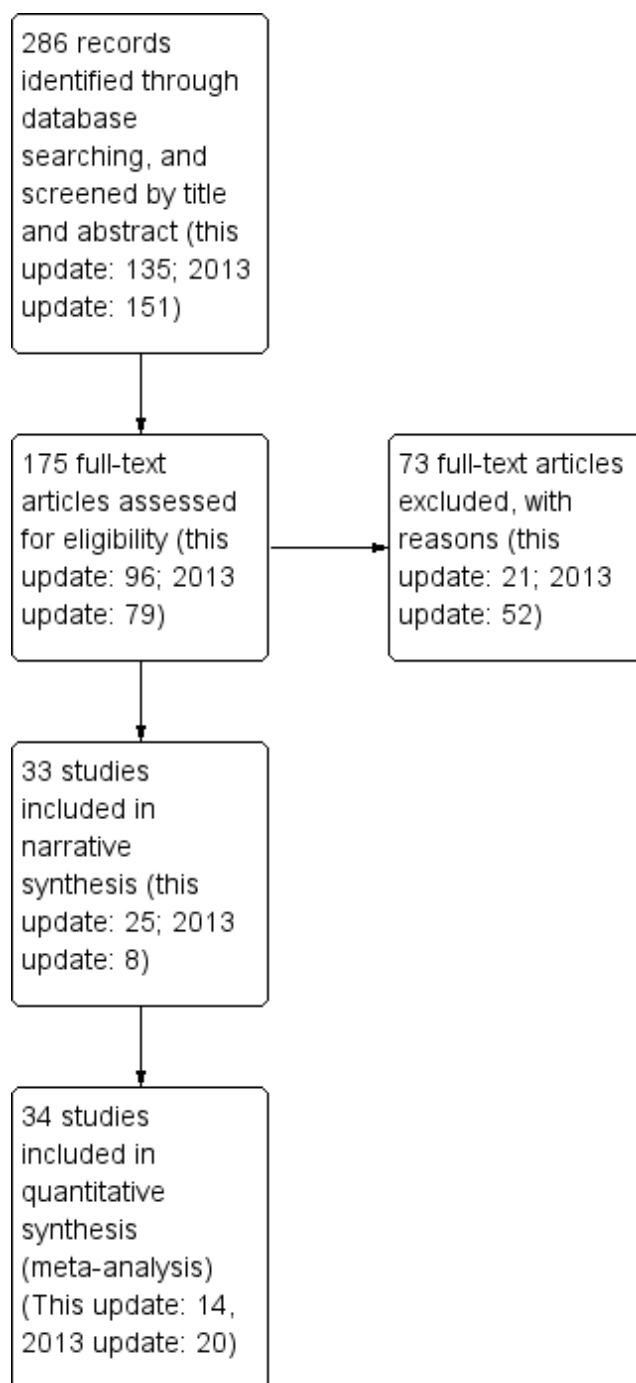 286 records
identified through
database
searching, and
screened by title
and abstract (this
update: 135; 2013
update: 151)
175 full-text
articles assessed
for eligibility (this
update: 96; 2013
update: 79)
73 full-text articles
excluded, with
reasons (this
update: 21; 2013
update: 52)
33 studies
included in
narrative
synthesis (this
update: 25; 2013
update: 8)
34 studies
included in
quantitative
synthesis
(meta-analysis)
(This update: 14,
2013 update: 20)